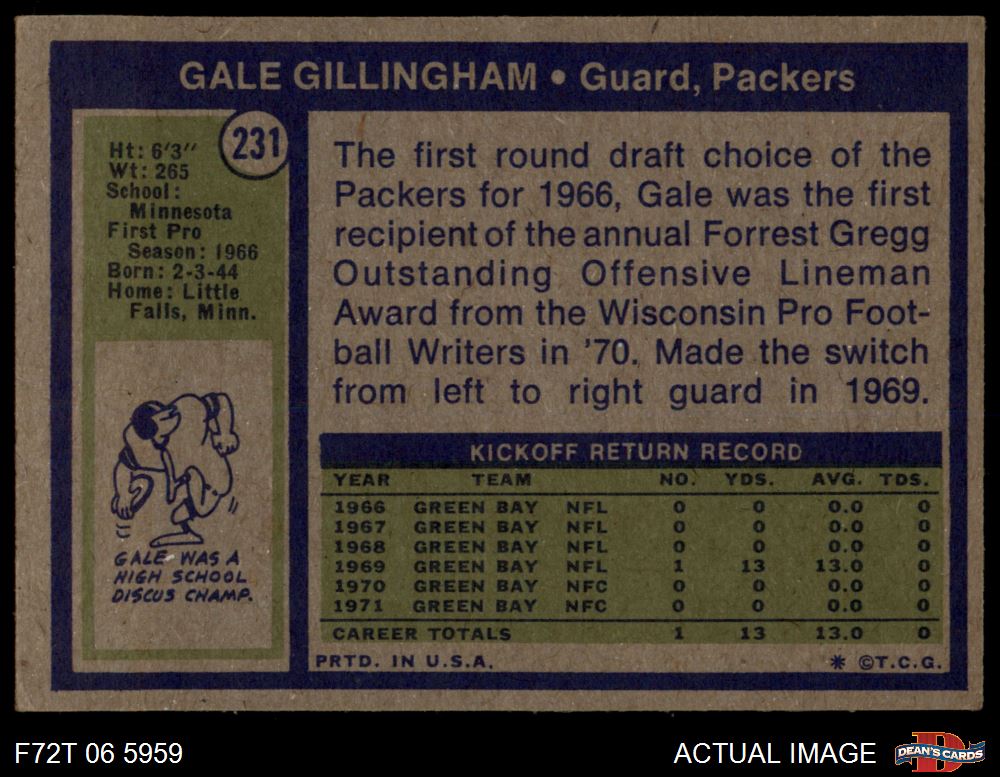 GALE GILLINGHAM • Guard, Packers
231
Ht: 6'3"
Wt: 265
School:
Minnesota
First Pro
Season: 1966
Born: 2-3-44
Home: Little
Falls, Minn.
GALE WAS A
HIGH SCHOOL
DISCUS CHAMP.
The first round draft choice of the
Packers for 1966, Gale was the first
recipient of the annual Forrest Gregg
Outstanding Offensive Lineman
Award from the Wisconsin Pro Foot-
ball Writers in '70. Made the switch
from left to right guard in 1969.
KICKOFF RETURN RECORD
YEAR TEAM NO. YDS. AVG. TDS.
1966 GREEN BAY NFL 0 0 0.0 0
1967 GREEN BAY NFL 0 0 0.0 0
1968 GREEN BAY NFL 0 0 0.0 0
1969 GREEN BAY NFL 1 13 13.0 0
1970 GREEN BAY NFC 0 0 0.0 0
1971 GREEN BAY NFC 0 0 0.0 0
CAREER TOTALS 1 13 13.0 0
PRTD. IN U.S.A. * ©T.C.G.
F72T 06 5959 ACTUAL IMAGE D DEAN'S CARDS